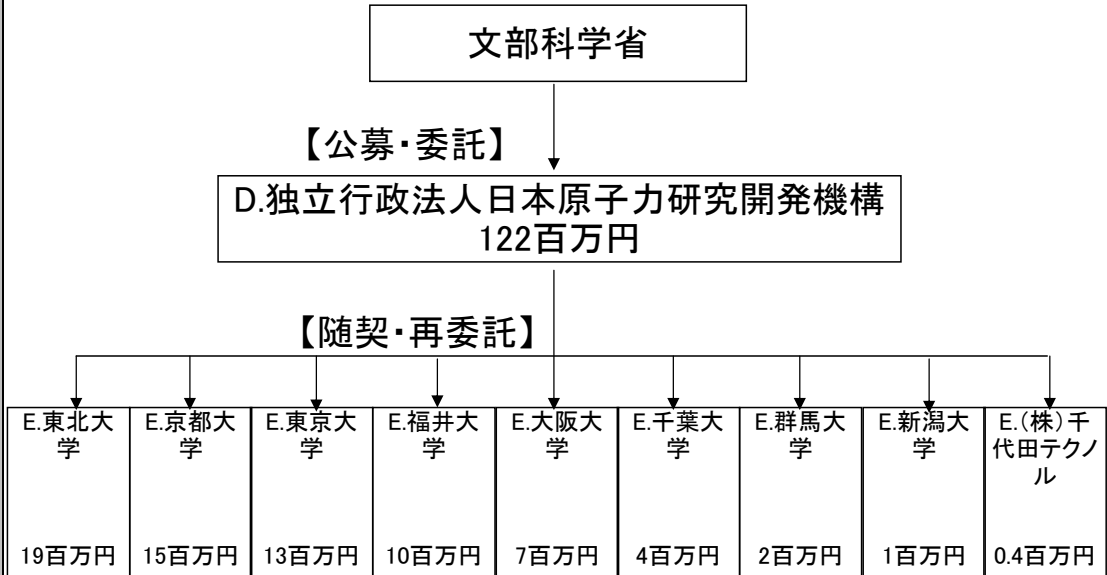 文部科学省
【公募・委託】
D.独立行政法人日本原子力研究開発機構
122百万円
【随契・再委託】
E.東北大
学
19百万円
E.京都大
学
15百万円
E.東京大
学
13百万円
E.福井大
学
10百万円
E.大阪大
学
7百万円
E.千葉大
学
4百万円
E.群馬大
学
2百万円
E.新潟大
学
1百万円
E.(株)千
代田テクノ
ル
0.4百万円